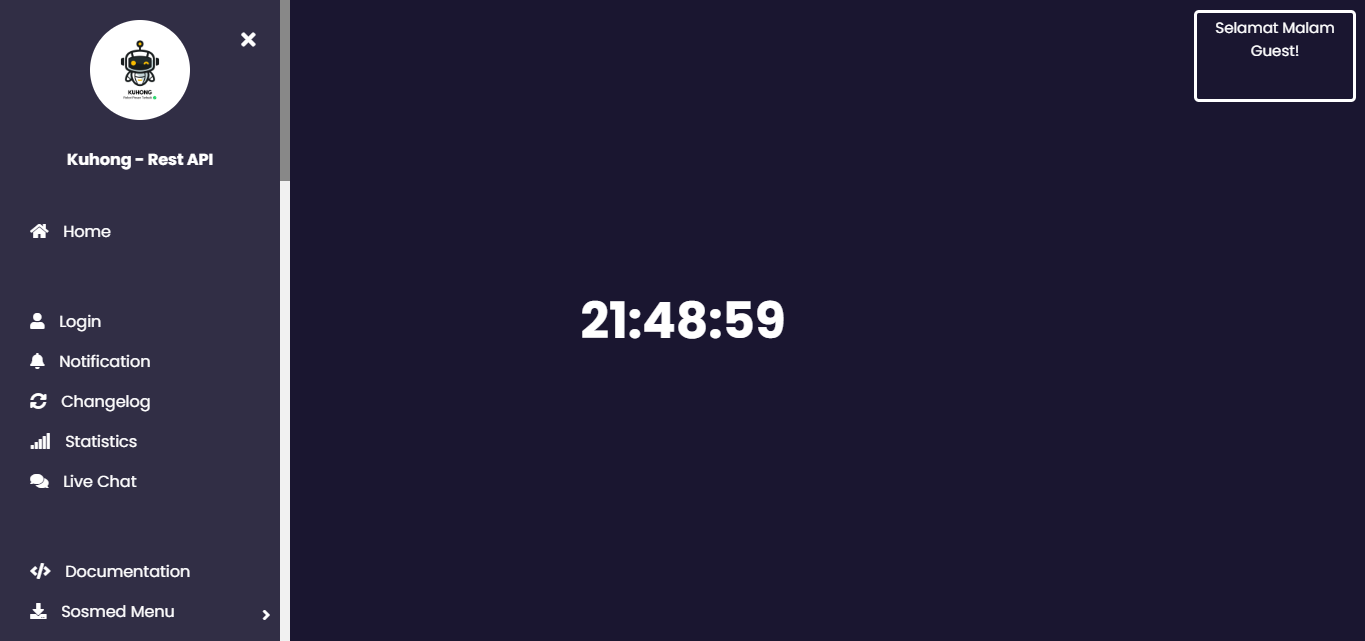 KUHONG
Kuhong - Rest API
Home
Login
Notification
Changelog
Statistics
Live Chat
Documentation
Sosmed Menu
21:48:59
Selamat Malam
Guest!